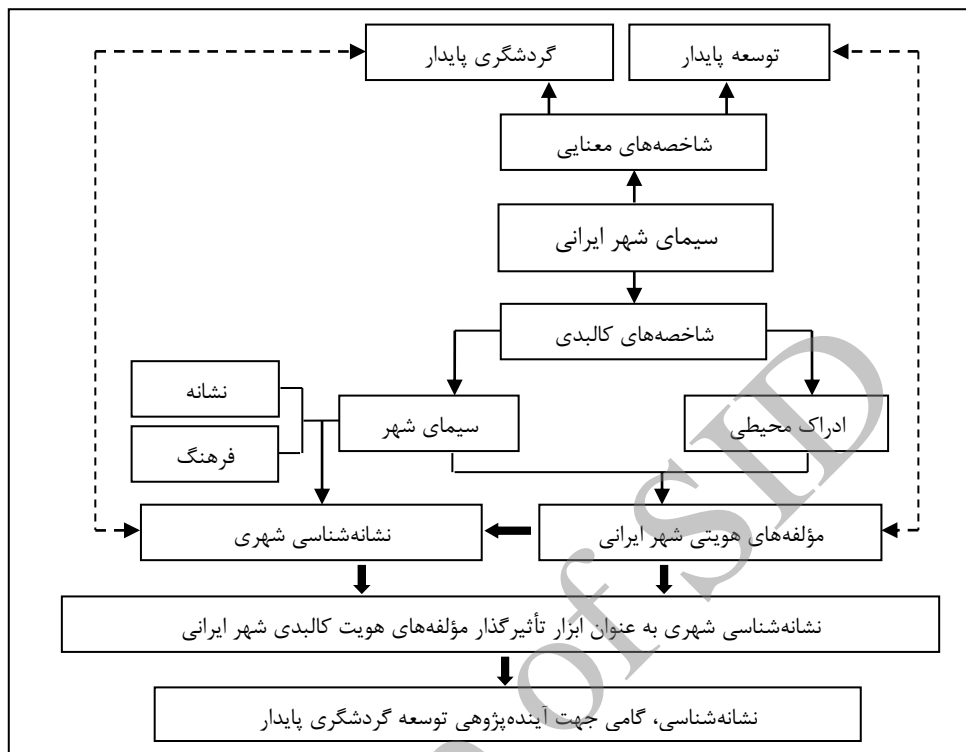 توسعه پایدار
گردشگری پایدار
شاخصه‌های معنایی
سیمای شهر ایرانی
شاخصه‌های کالبدی
نشانه
ادراک محیطی
سیمای شهر
فرهنگ
مؤلفه‌های هویتی شهر ایرانی
نشانه‌شناسی شهری
نشانه‌شناسی شهری به عنوان ابزار تأثیرگذار مؤلفه‌های هویت کالبدی شهر ایرانی
نشانه‌شناسی، گامی جهت آینده‌پژوهی توسعه گردشگری پایدار
of SID